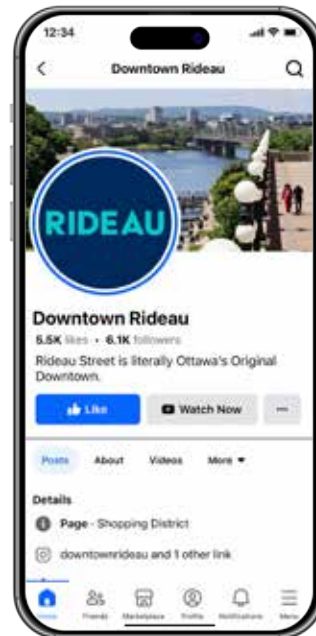 12:34
Downtown Rideau
RIDEAU
Downtown Rideau
5.5K likes • 6.1K followers
Rideau Street is literally Ottawa's Original
Downtown.
Like
Watch Now
Posts About Videos More
Details
Page · Shopping District
downtownrideau and 1 other link
Home Friends Marketplace Profile Notifications Menu